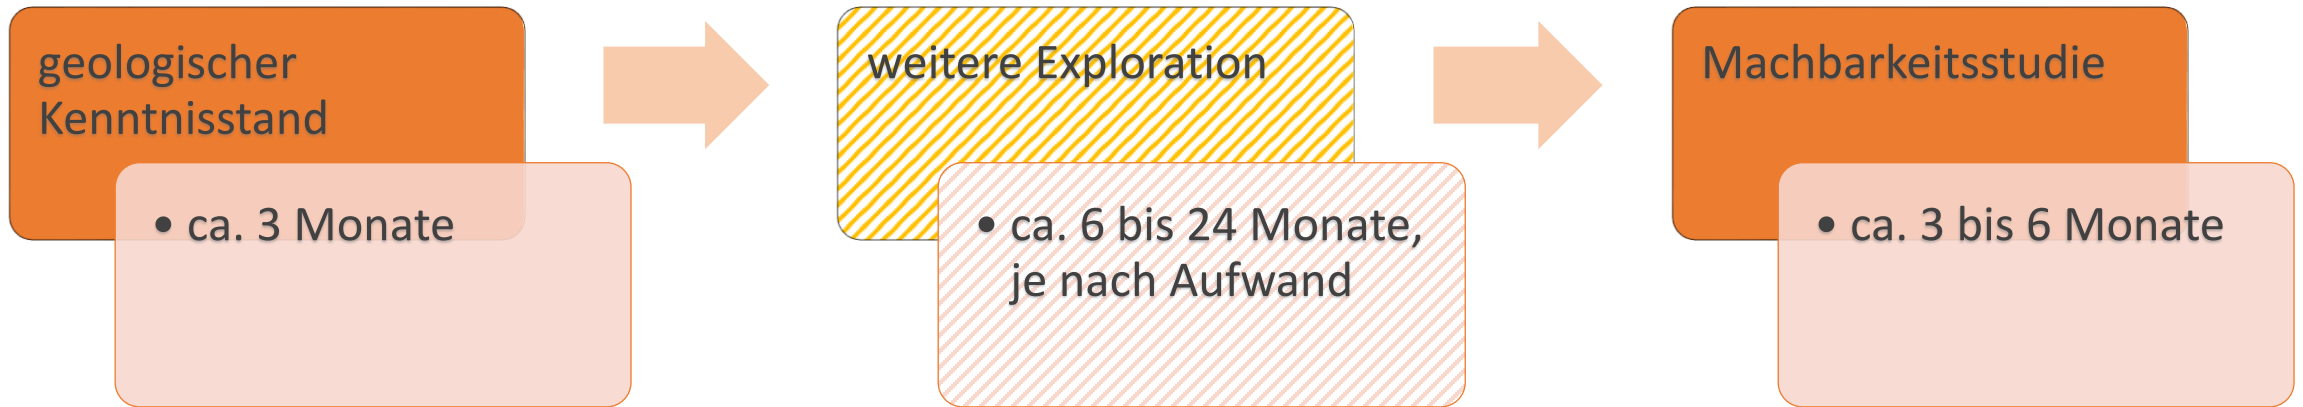 geologischer
Kenntnisstand
• ca. 3 Monate
weitere Exploration
• ca. 6 bis 24 Monate,
je nach Aufwand
Machbarkeitsstudie
• ca. 3 bis 6 Monate